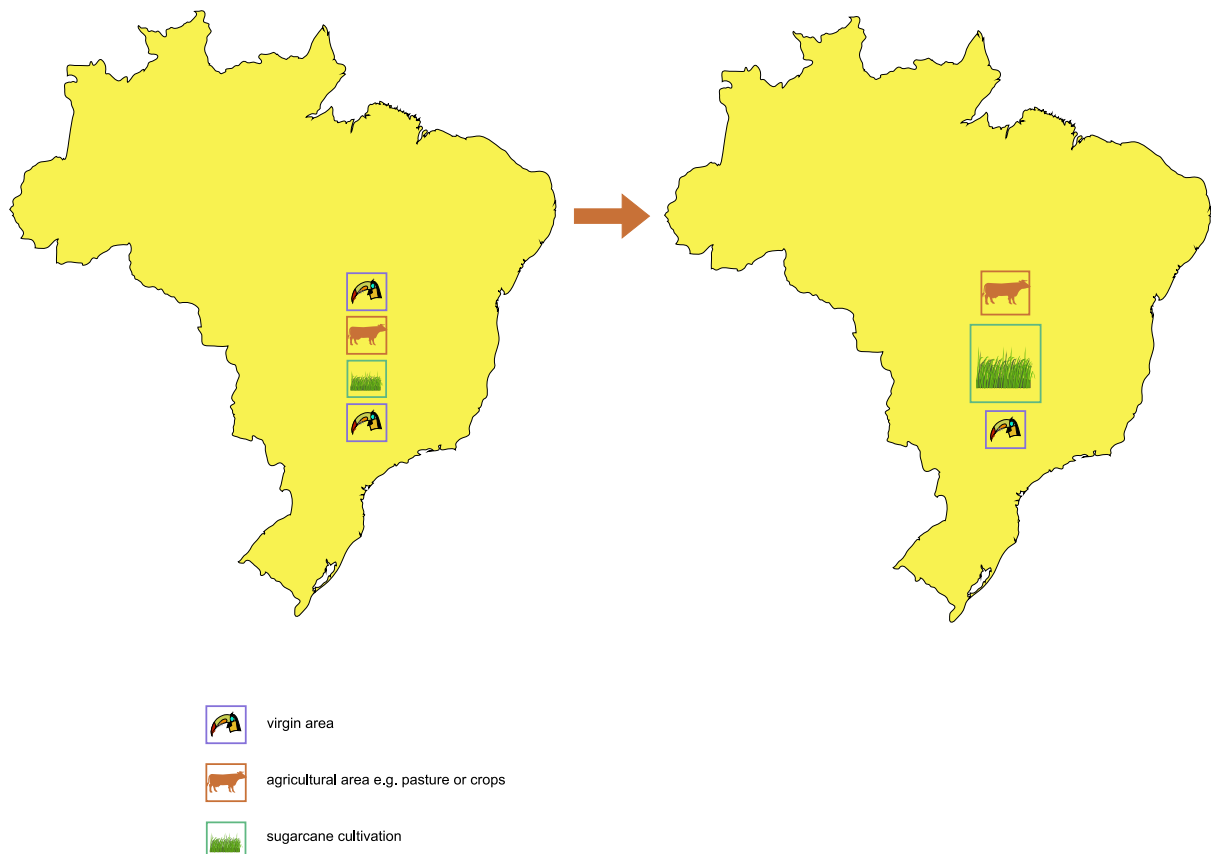 virgin area
agricultural area e.g. pasture or crops
sugarcane cultivation